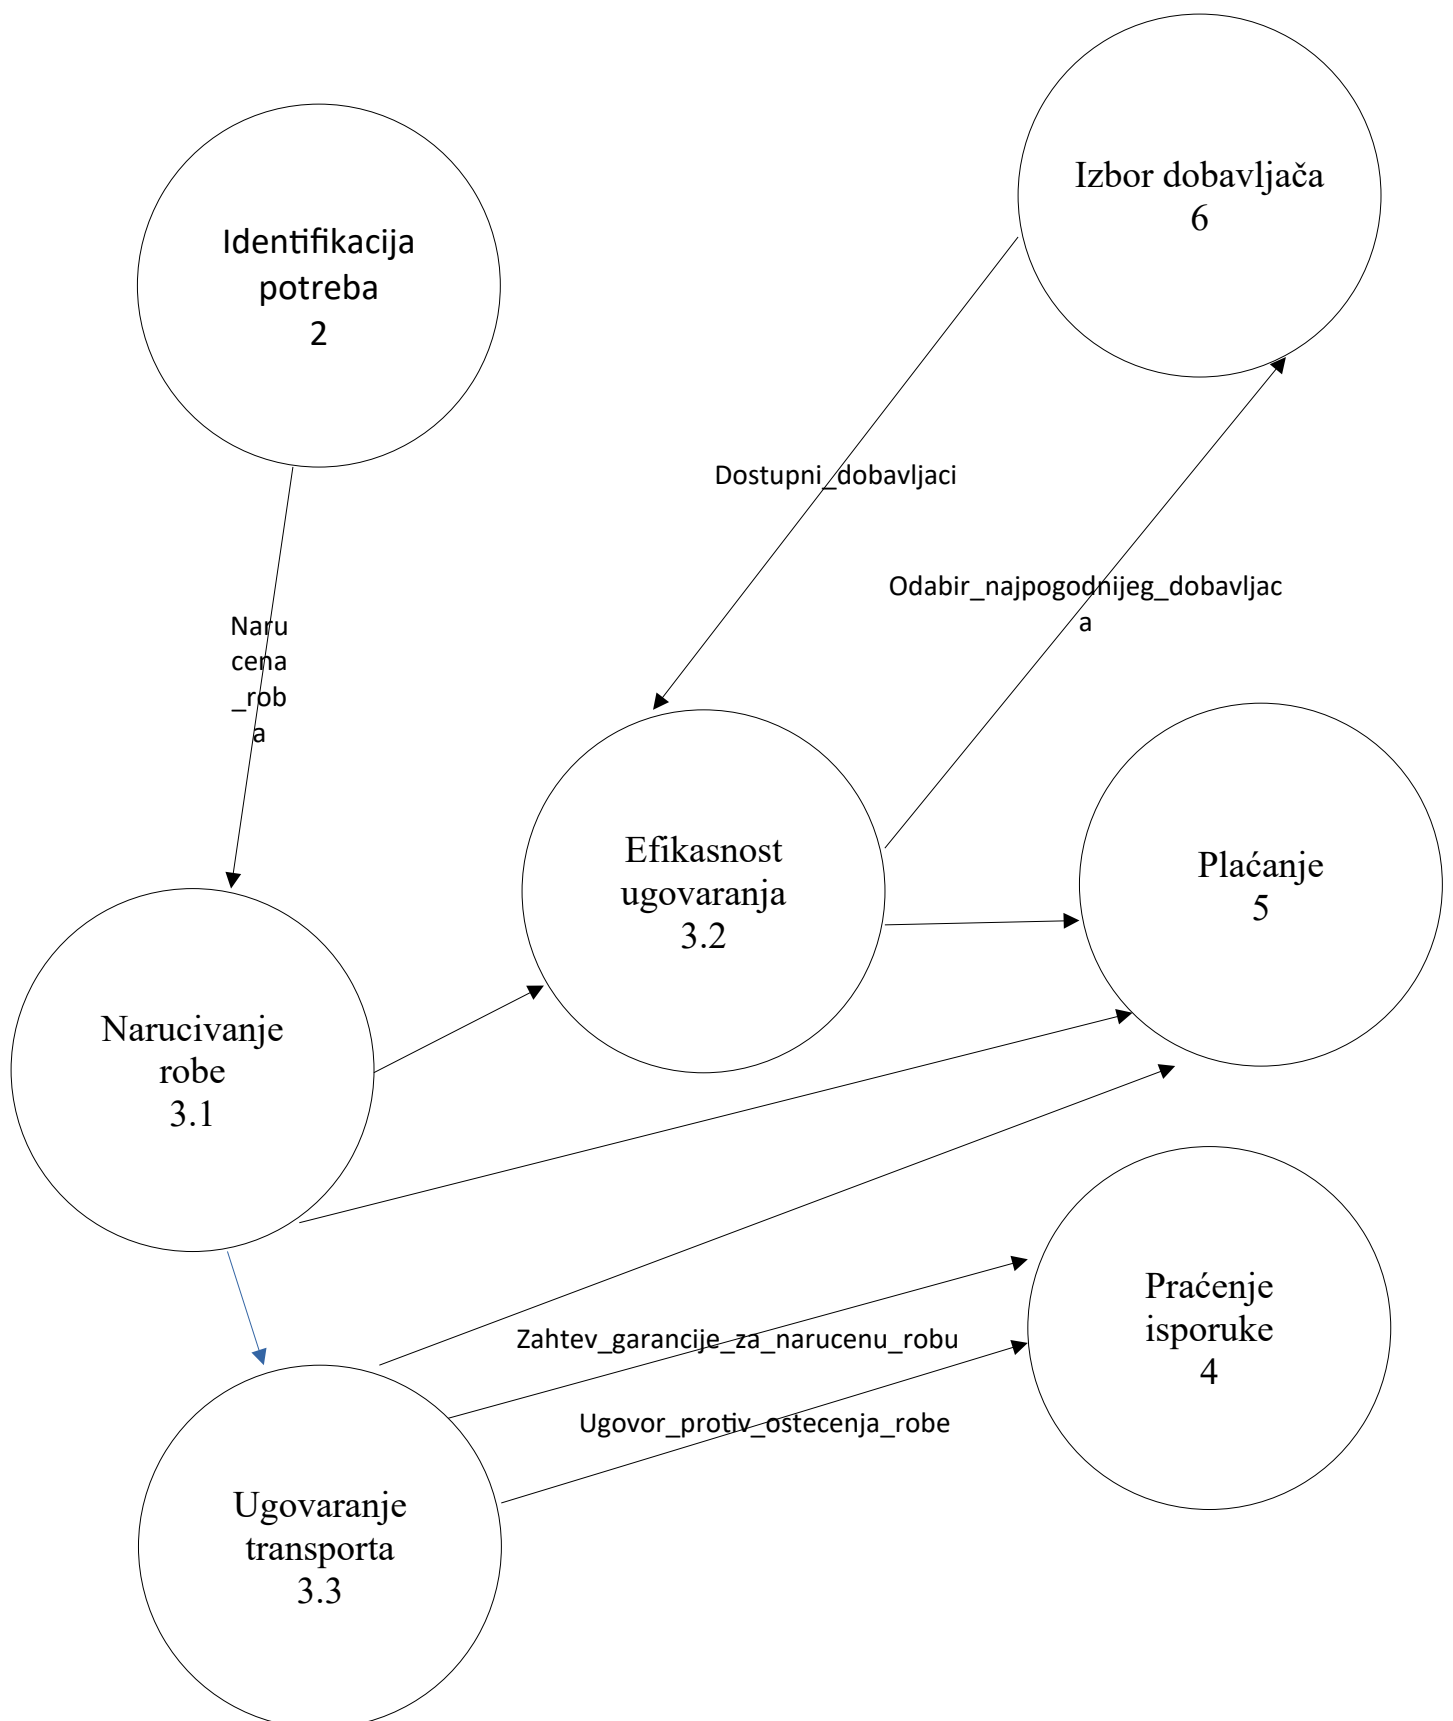 Izbor dobavljača
6
Identifikacija
potreba
2
Dostupni_dobavljaci
Odabir_najpogodnijeg_dobavljac
a
Naru
cena
_rob
a
Efikasnost
ugovaranja
3.2
Plaćanje
5
Narucivanje
robe
3.1
Praćenje
isporuke
4
Zahtev_garancije_za_narucenu_robu
Ugovor_protiv_ostecenja_robe
Ugovaranje
transporta
3.3